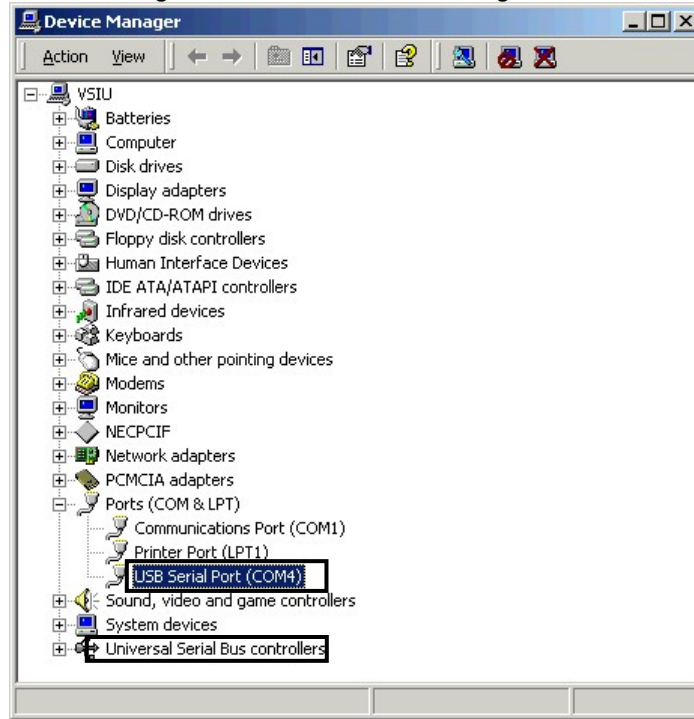 Device Manager
Action View
VSIU
Batteries
Computer
Disk drives
Display adapters
DVD/CD-ROM drives
Floppy disk controllers
Human Interface Devices
IDE ATA/ATAPI controllers
Infrared devices
Keyboards
Mice and other pointing devices
Modems
Monitors
NECPCIF
Network adapters
PCMCIA adapters
Ports (COM & LPT)
Communications Port (COM1)
Printer Port (LPT1)
USB Serial Port (COM4)
Sound, video and game controllers
System devices
Universal Serial Bus controllers